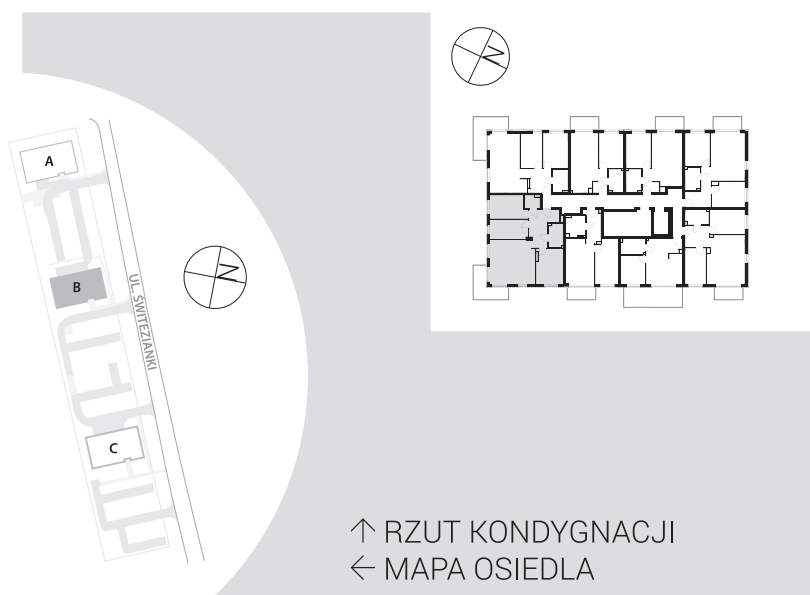 N
A
N
B
UL. ŚWITEZIANKI
C
↑ RZUT KONDYGNACJI
← MAPA OSIEDLA